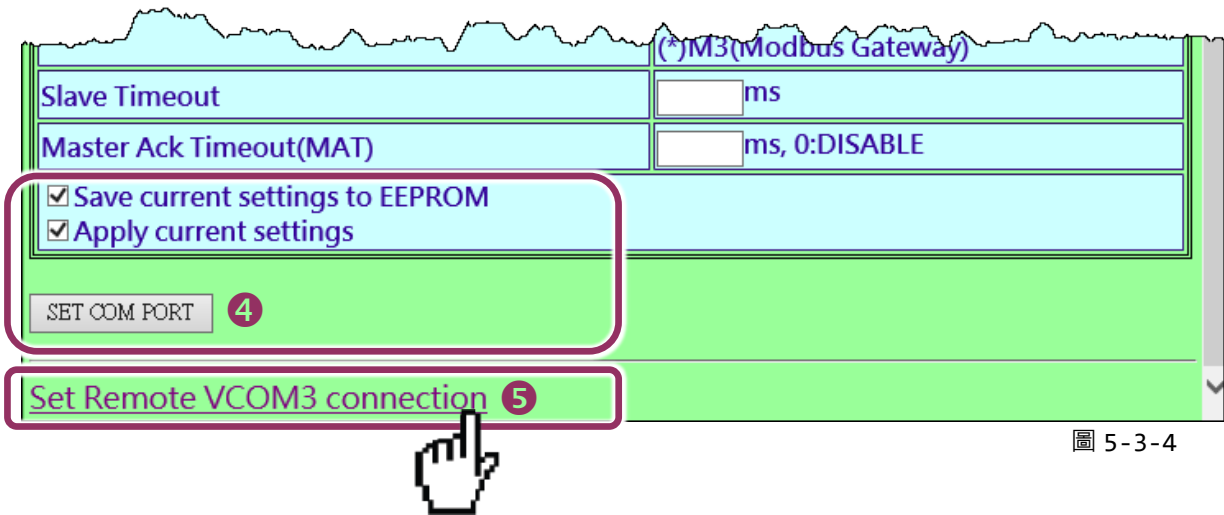 (*)M3(Modbus Gateway)
Slave Timeout ms
Master Ack Timeout(MAT) ms, 0:DISABLE
Save current settings to EEPROM
Apply current settings
SET COM PORT 4
Set Remote VCOM3 connection 5
圖 5-3-4